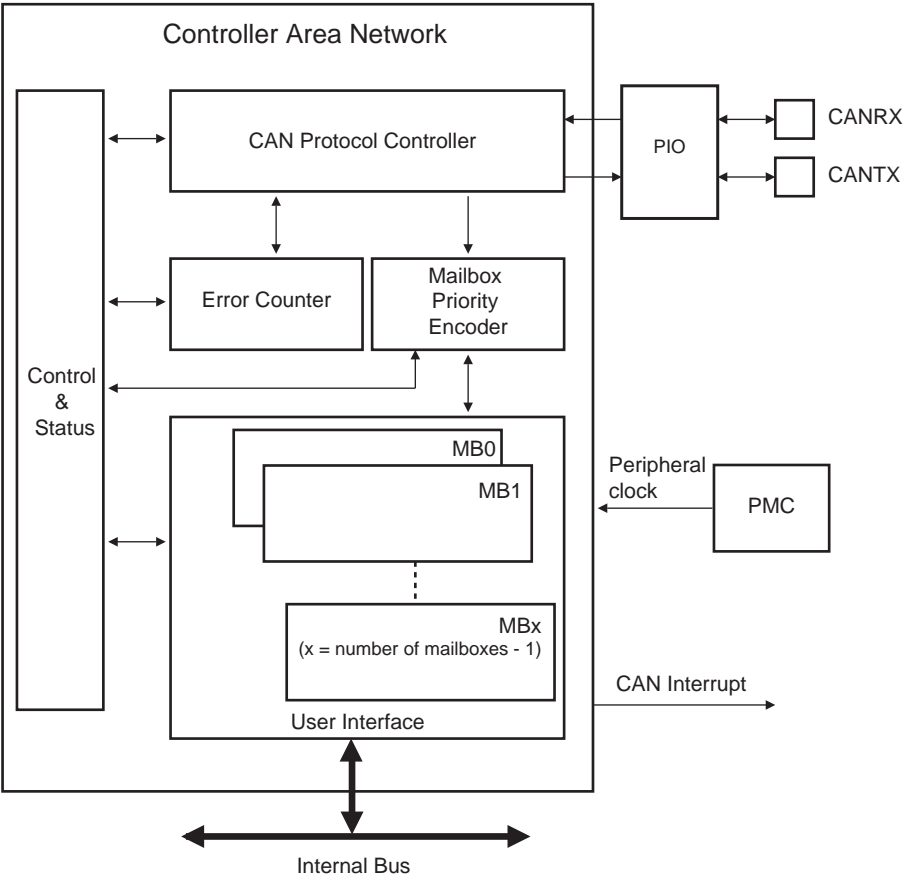 Controller Area Network
CAN Protocol Controller
PIO
CANRX
CANTX
Error Counter
Mailbox
Priority
Encoder
Control
&
Status
MB0
MB1
MBx
(x = number of mailboxes - 1)
User Interface
Peripheral
clock
PMC
CAN Interrupt
Internal Bus